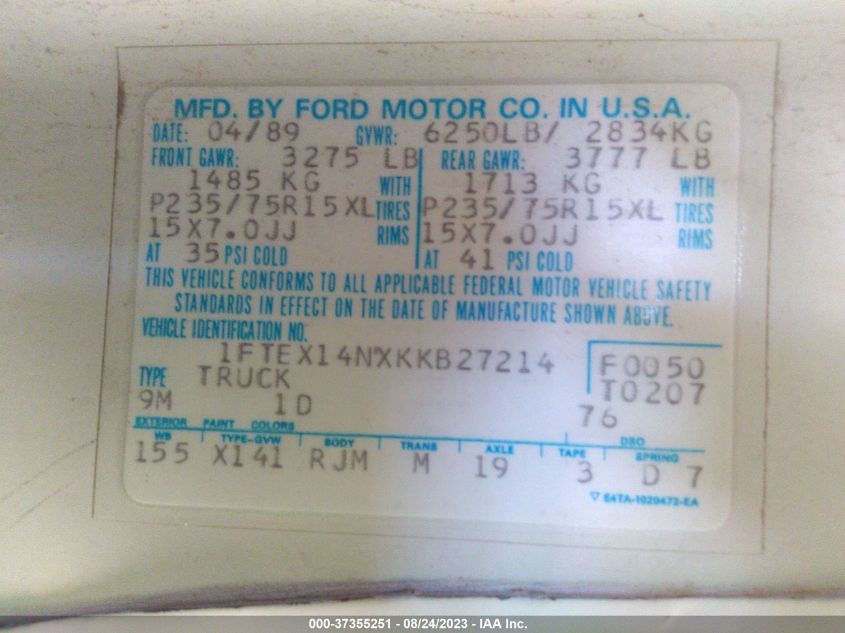 MFD. BY FORD MOTOR CO. IN U.S.A.
DATE: 04/89 GVWR: 6250LB/ 2834KG
FRONT GAWR: 3275 LB REAR GAWR: 3777 LB
1485 KG WITH 1713 KG WITH
P235/75R15XL TIRES P235/75R15XL TIRES
15X7.0JJ RIMS 15X7.0JJ RIMS
AT 35 PSI COLD AT 41 PSI COLD
THIS VEHICLE CONFORMS TO ALL APPLICABLE FEDERAL MOTOR VEHICLE SAFETY
STANDARDS IN EFFECT ON THE DATE OF MANUFACTURE SHOWN ABOVE.
VEHICLE IDENTIFICATION NO.
1FTEX14NXKKB27214 F0050
TYPE TRUCK T0207
9M 1D 76
EXTERIOR PAINT COLORS DSO
WB TYPE-GVW BODY TRANS AXLE TAPE SPRING
155 X141 RJM M 19 3 D 7
E4TA-1020472-EA
000-37355251 - 08/24/2023 - IAA Inc.